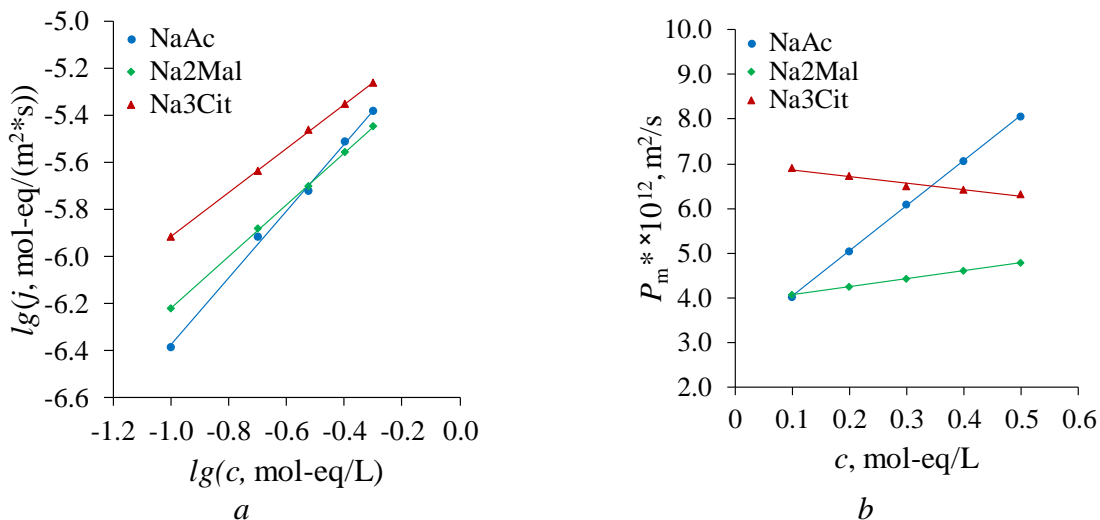 -5.0
-5.2
-5.4
-5.6
-5.8
-6.0
-6.2
-6.4
-6.6
-1.2 -1.0 -0.8 -0.6 -0.4 -0.2 0.0
lg(j, mol-eq/(m²*s))
lg(c, mol-eq/L)
NaAc
Na2Mal
Na3Cit
a
10.0
9.0
8.0
7.0
6.0
5.0
4.0
3.0
2.0
0 0.1 0.2 0.3 0.4 0.5 0.6
Pm* *10¹², m²/s
c, mol-eq/L
NaAc
Na2Mal
Na3Cit
b